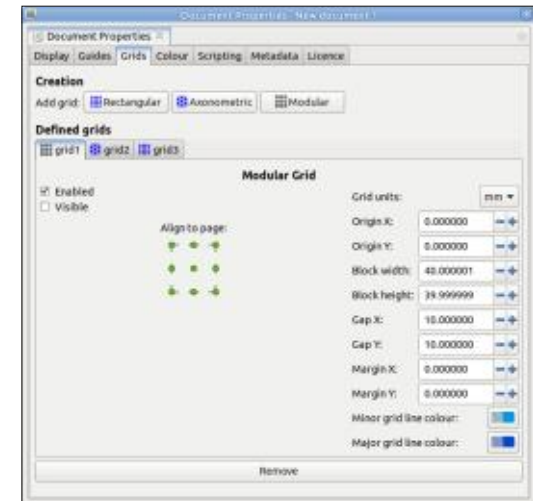 Document Properties - New document 1
Document Properties
Display Guides Grids Colour Scripting Metadata Licence
Creation
Add grid: Rectangular Axonometric Modular
Defined grids
grid1 grid2 grid3
Modular Grid
Enabled
Visible
Align to page:
Grid units: mm
Origin X: 0.000000
Origin Y: 0.000000
Block width: 40.000001
Block height: 39.999999
Gap X: 10.000000
Gap Y: 10.000000
Margin X: 0.000000
Margin Y: 0.000000
Minor grid line colour:
Major grid line colour:
Remove